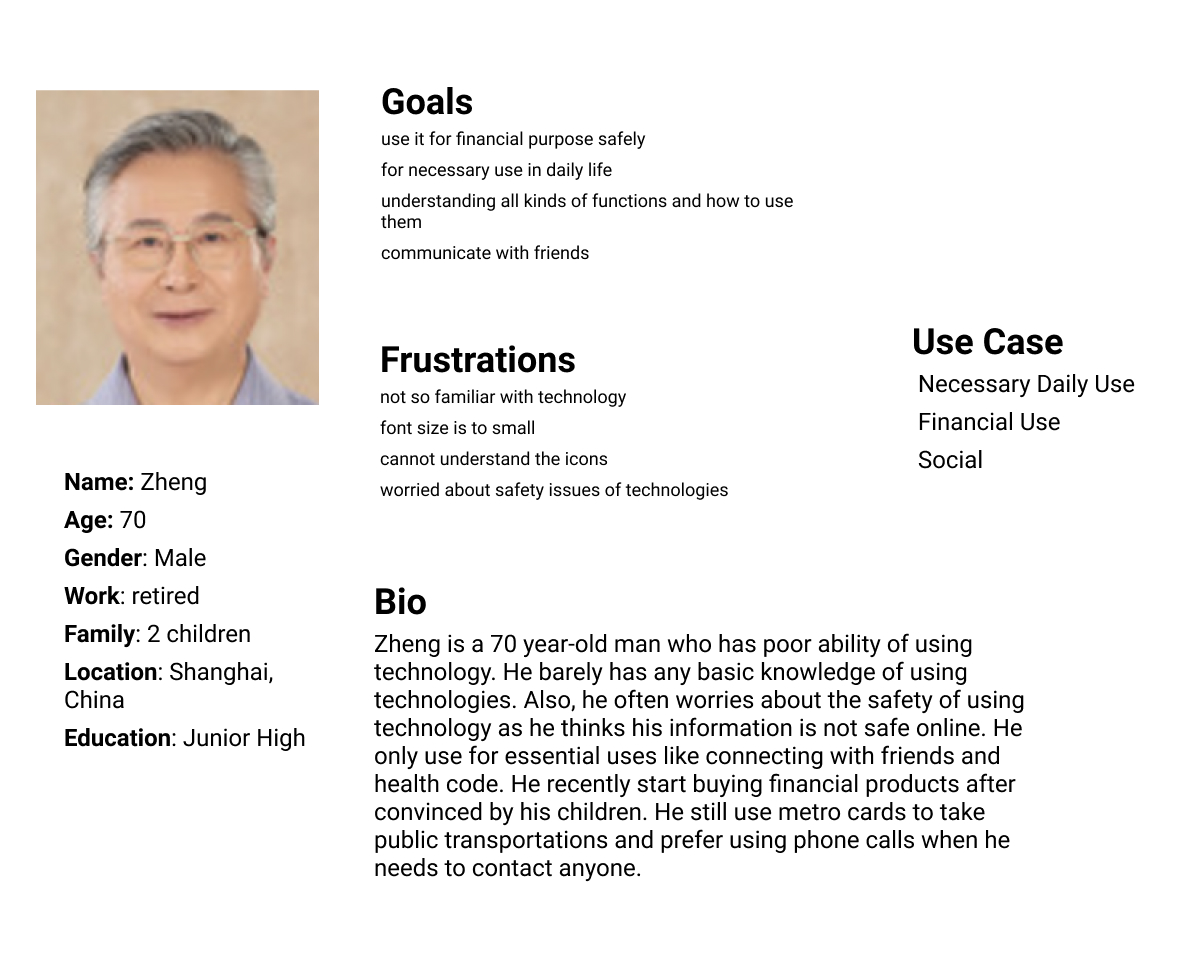 Goals
use it for financial purpose safely
for necessary use in daily life
understanding all kinds of functions and how to use
them
communicate with friends
Frustrations
not so familiar with technology
font size is to small
cannot understand the icons
worried about safety issues of technologies
Use Case
Necessary Daily Use
Financial Use
Social
Name: Zheng
Age: 70
Gender: Male
Work: retired
Family: 2 children
Location: Shanghai,
China
Education: Junior High
Bio
Zheng is a 70 year-old man who has poor ability of using
technology. He barely has any basic knowledge of using
technologies. Also, he often worries about the safety of using
technology as he thinks his information is not safe online. He
only use for essential uses like connecting with friends and
health code. He recently start buying financial products after
convinced by his children. He still use metro cards to take
public transportations and prefer using phone calls when he
needs to contact anyone.